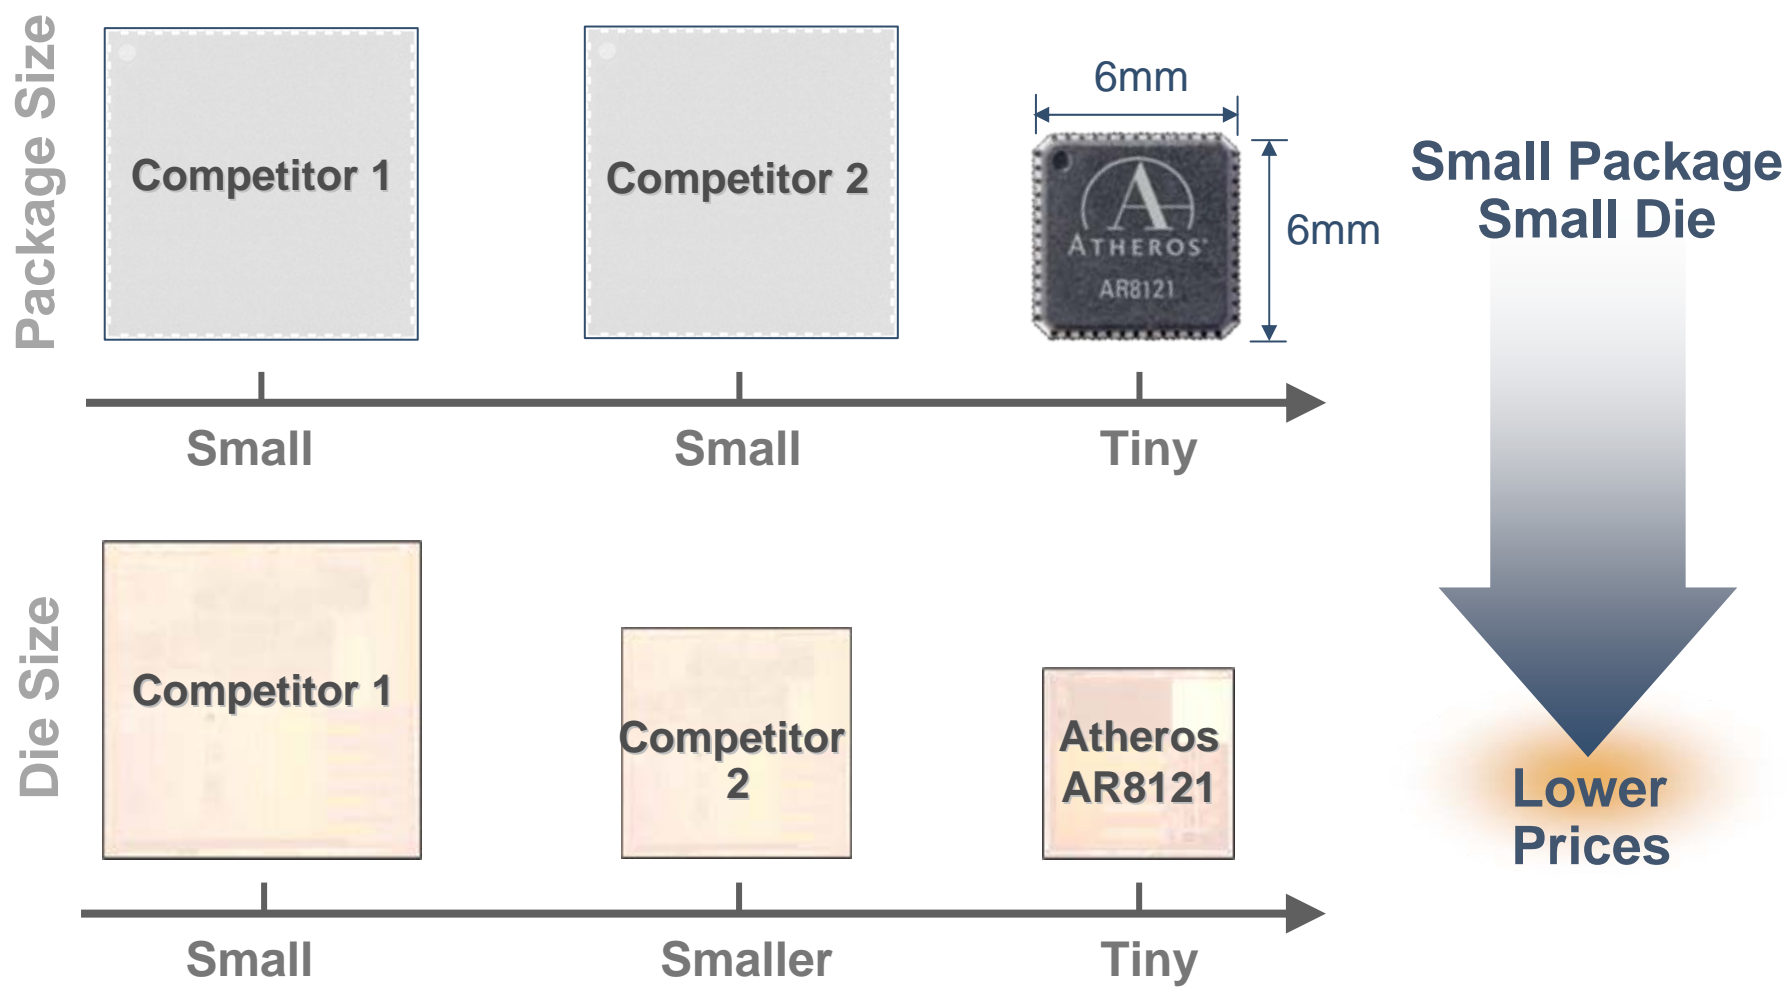 Package Size
Competitor 1
Competitor 2
6mm
6mm
ATHEROS
AR8121
Small
Small
Tiny
Die Size
Competitor 1
Competitor
2
Atheros
AR8121
Small
Smaller
Tiny
Small Package
Small Die
Lower
Prices